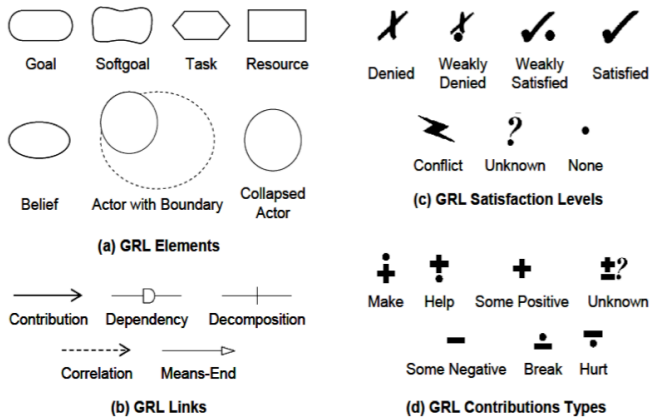 Goal Softgoal Task Resource
Belief Actor with Boundary Collapsed
Actor
(a) GRL Elements
Contribution Dependency Decomposition
Correlation Means-End
(b) GRL Links
Denied Weakly
Denied Weakly
Satisfied Satisfied
Conflict Unknown None
(c) GRL Satisfaction Levels
Make Help Some Positive Unknown
Some Negative Break Hurt
(d) GRL Contributions Types